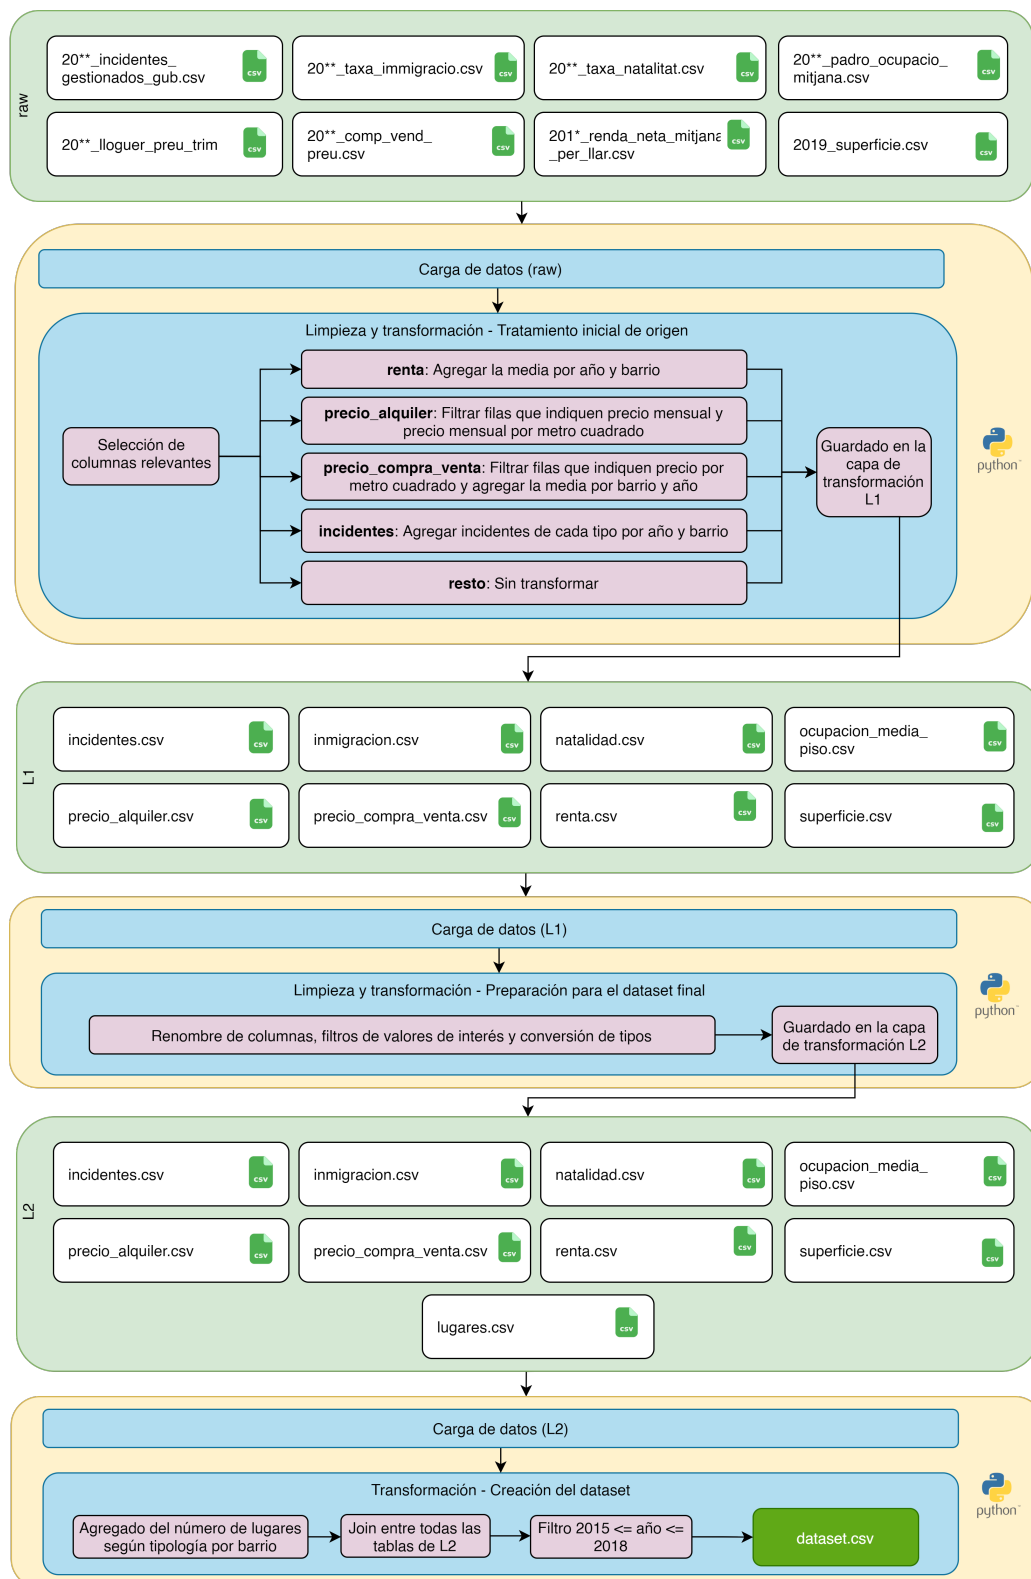 raw
20**_incidentes_
gestionados_gub.csv
CSV
20**_taxa_immigracio.csv
CSV
20**_taxa_natalitat.csv
CSV
20**_padro_ocupacio_
mitjana.csv
CSV
20**_lloguer_preu_trim
CSV
20**_comp_vend_
preu.csv
CSV
201*_renda_neta_mitjana
_per_llar.csv
CSV
2019_superficie.csv
CSV
Carga de datos (raw)
Limpieza y transformación - Tratamiento inicial de origen
Selección de
columnas relevantes
renta: Agregar la media por año y barrio
precio_alquiler: Filtrar filas que indiquen precio mensual y
precio mensual por metro cuadrado
precio_compra_venta: Filtrar filas que indiquen precio por
metro cuadrado y agregar la media por barrio y año
incidentes: Agregar incidentes de cada tipo por año y barrio
resto: Sin transformar
Guardado en la
capa de
transformación
L1
python™
L1
incidentes.csv
CSV
inmigracion.csv
CSV
natalidad.csv
CSV
ocupacion_media_
piso.csv
CSV
precio_alquiler.csv
CSV
precio_compra_venta.csv
CSV
renta.csv
CSV
superficie.csv
CSV
Carga de datos (L1)
Limpieza y transformación - Preparación para el dataset final
Renombre de columnas, filtros de valores de interés y conversión de tipos
Guardado en la capa
de transformación L2
python™
L2
incidentes.csv
CSV
inmigracion.csv
CSV
natalidad.csv
CSV
ocupacion_media_
piso.csv
CSV
precio_alquiler.csv
CSV
precio_compra_venta.csv
CSV
renta.csv
CSV
superficie.csv
CSV
lugares.csv
CSV
Carga de datos (L2)
Transformación - Creación del dataset
Agregado del número de lugares
según tipología por barrio
Join entre todas las
tablas de L2
Filtro 2015 <= año <=
2018
dataset.csv
python™